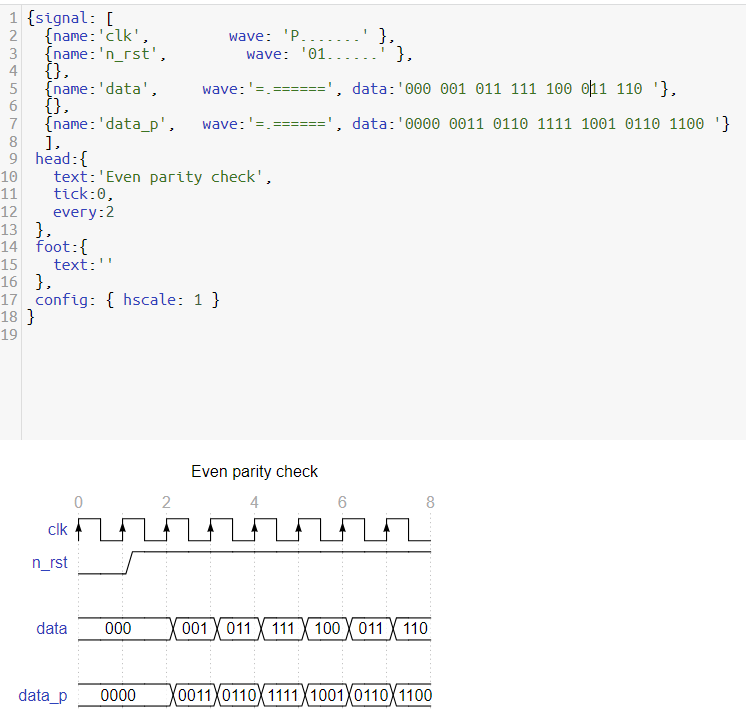 1 {signal: [
2 {name:'clk', wave: 'P.......' },
3 {name:'n_rst', wave: '01......' },
4 {},
5 {name:'data', wave:'=.======', data:'000 001 011 111 100 011 110 '},
6 {},
7 {name:'data_p', wave:'=.======', data:'0000 0011 0110 1111 1001 0110 1100 '}
8 ],
9 head:{
10 text:'Even parity check',
11 tick:0,
12 every:2
13 },
14 foot:{
15 text:''
16 },
17 config: { hscale: 1 }
18 }
19
Even parity check
0 2 4 6 8
clk
n_rst
data 000 001 011 111 100 011 110
data_p 0000 0011 0110 1111 1001 0110 1100